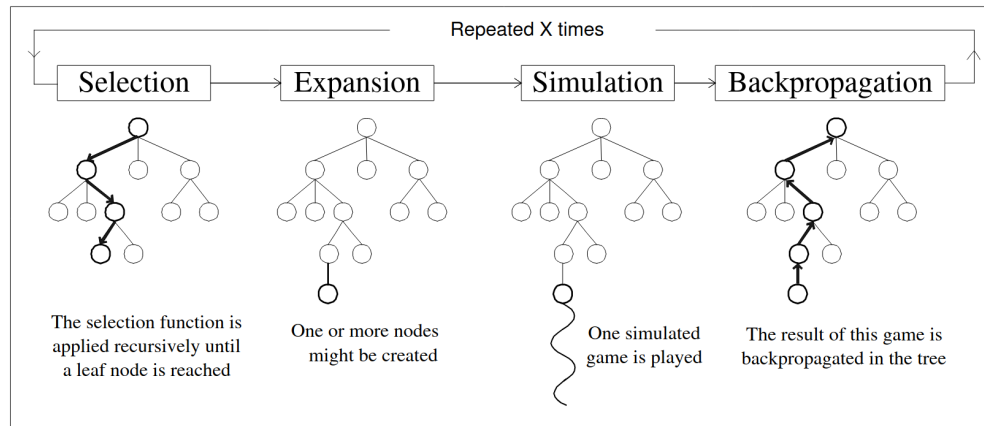 Repeated X times
Selection
Expansion
Simulation
Backpropagation
The selection function is
applied recursively until
a leaf node is reached
One or more nodes
might be created
One simulated
game is played
The result of this game is
backpropagated in the tree